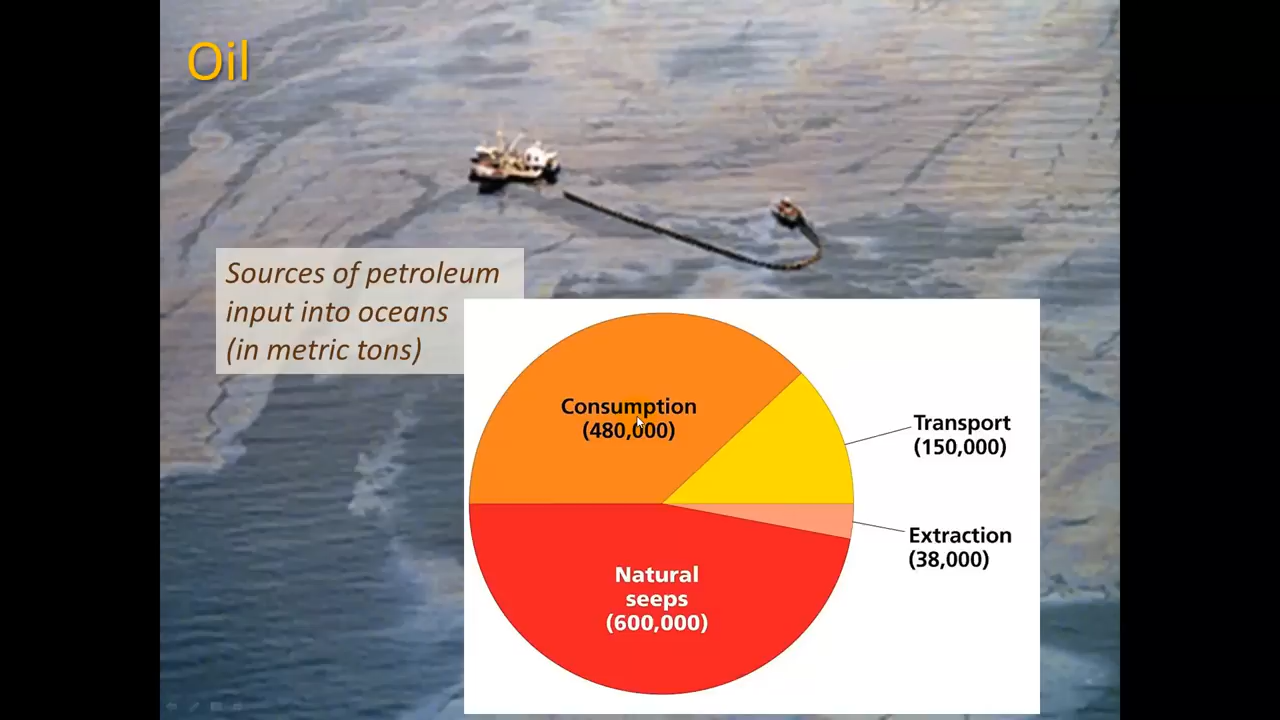 Oil
Sources of petroleum
input into oceans
(in metric tons)
Consumption
(480,000)
Transport
(150,000)
Extraction
(38,000)
Natural
seeps
(600,000)